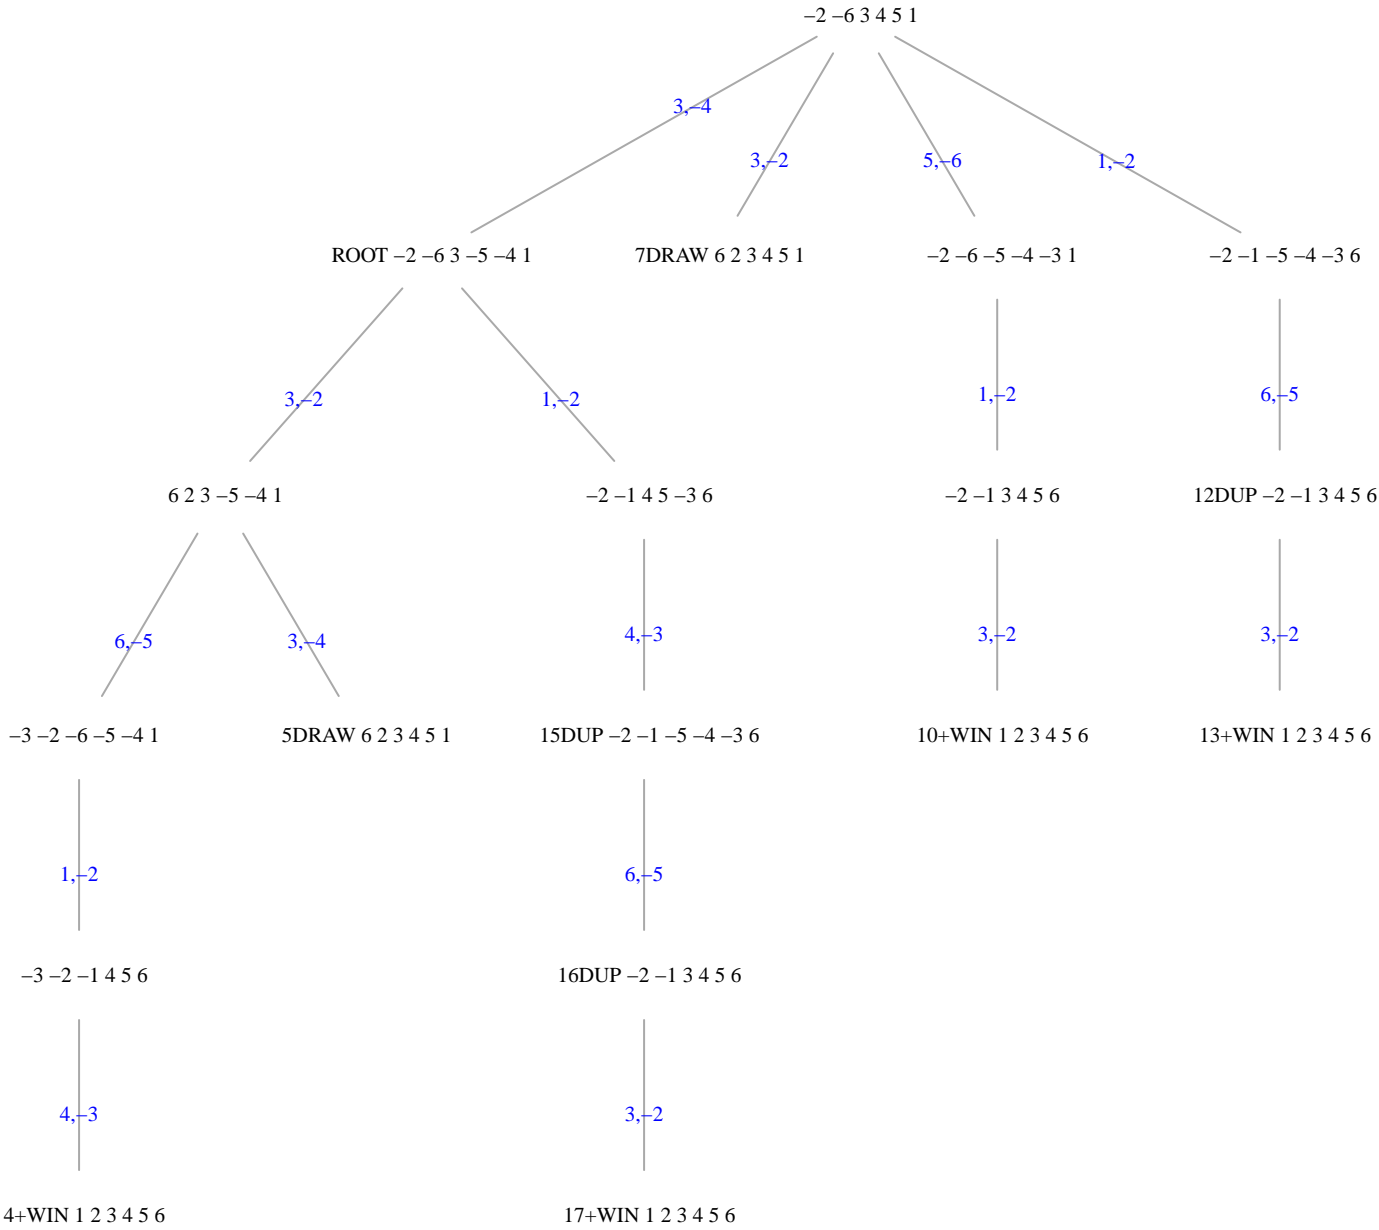 −2 −6 3 4 5 1
3,−4
3,−2
5,−6
1,−2
ROOT −2 −6 3 −5 −4 1
7DRAW 6 2 3 4 5 1
−2 −6 −5 −4 −3 1
−2 −1 −5 −4 −3 6
3,−2
1,−2
1,−2
6,−5
6 2 3 −5 −4 1
−2 −1 4 5 −3 6
−2 −1 3 4 5 6
12DUP −2 −1 3 4 5 6
6,−5
3,−4
4,−3
3,−2
3,−2
−3 −2 −6 −5 −4 1
5DRAW 6 2 3 4 5 1
15DUP −2 −1 −5 −4 −3 6
10+WIN 1 2 3 4 5 6
13+WIN 1 2 3 4 5 6
1,−2
6,−5
−3 −2 −1 4 5 6
16DUP −2 −1 3 4 5 6
4,−3
3,−2
4+WIN 1 2 3 4 5 6
17+WIN 1 2 3 4 5 6